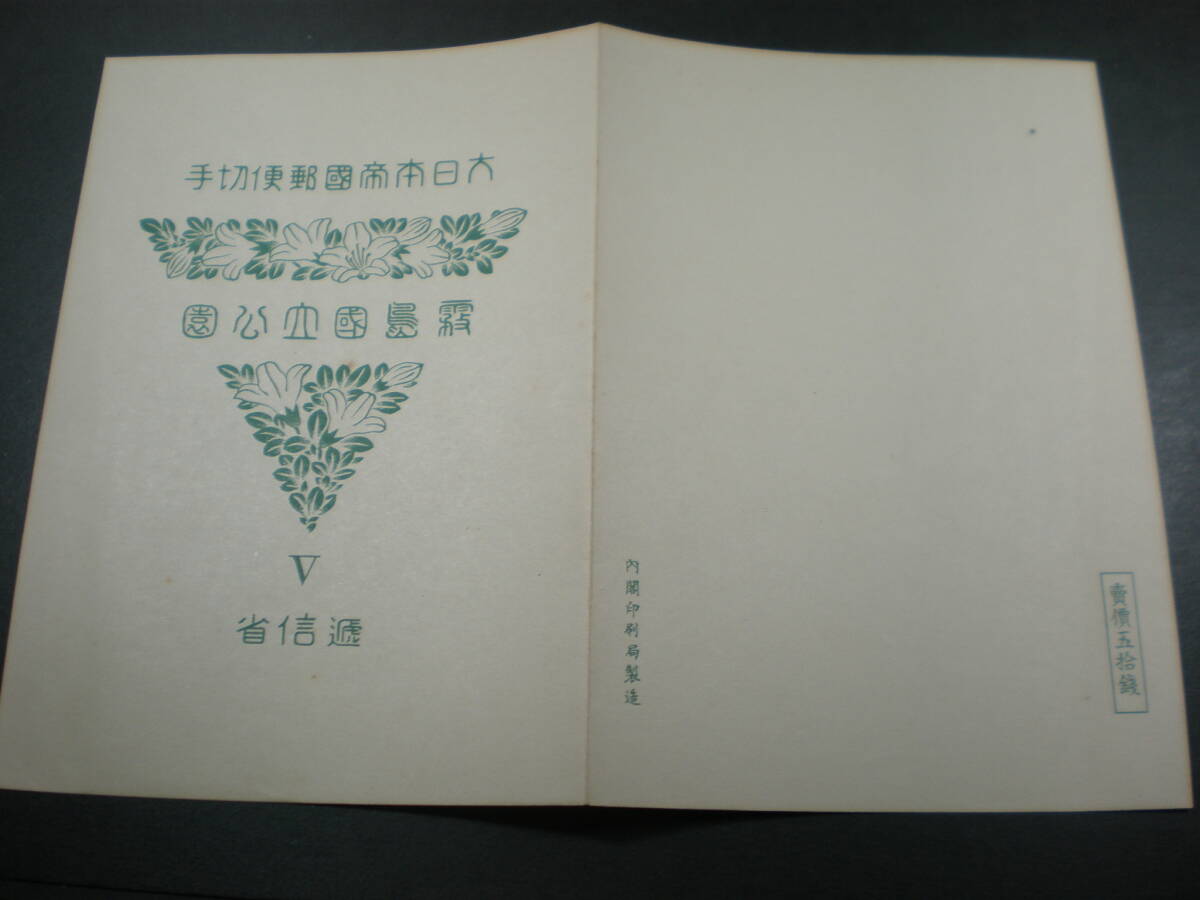 大日本帝國郵便切手
霧島國立公園
V
遞信省
內閣印刷局製造
賣價五拾錢